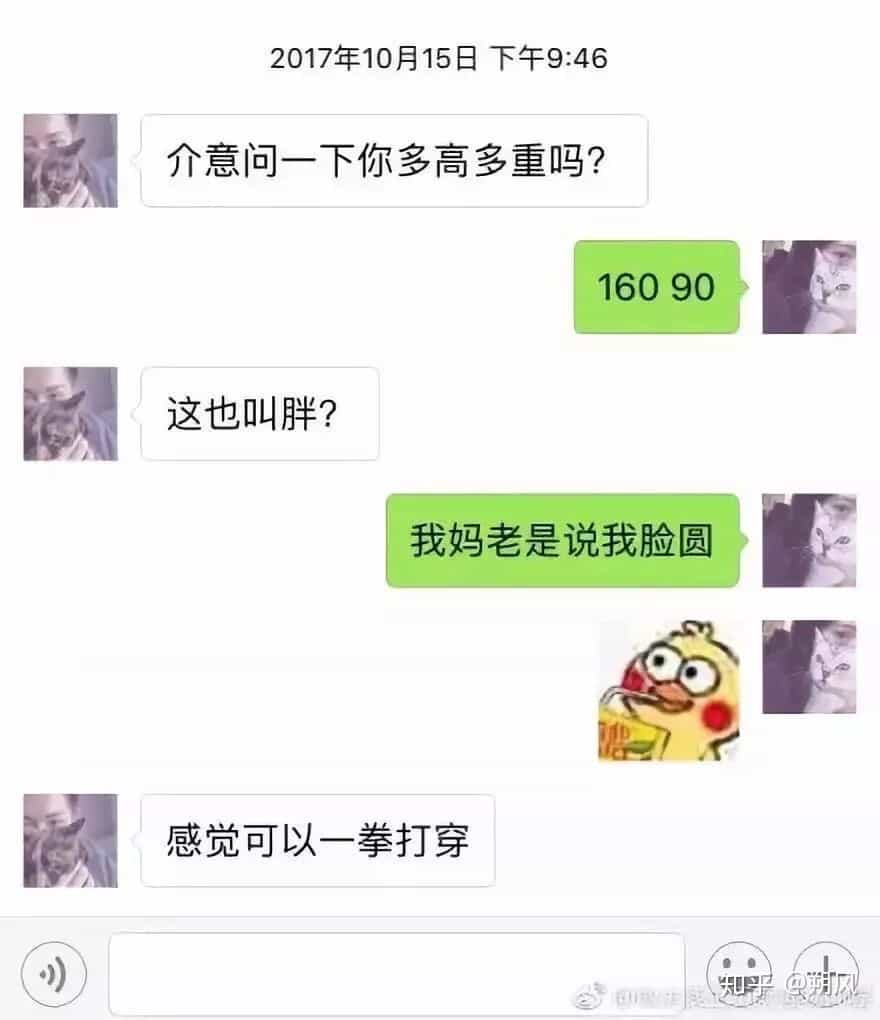 2017年10月15日 下午9:46
介意问一下你多高多重吗？
160 90
这也叫胖？
我妈老是说我脸圆
感觉可以一拳打穿
知乎 @朔风